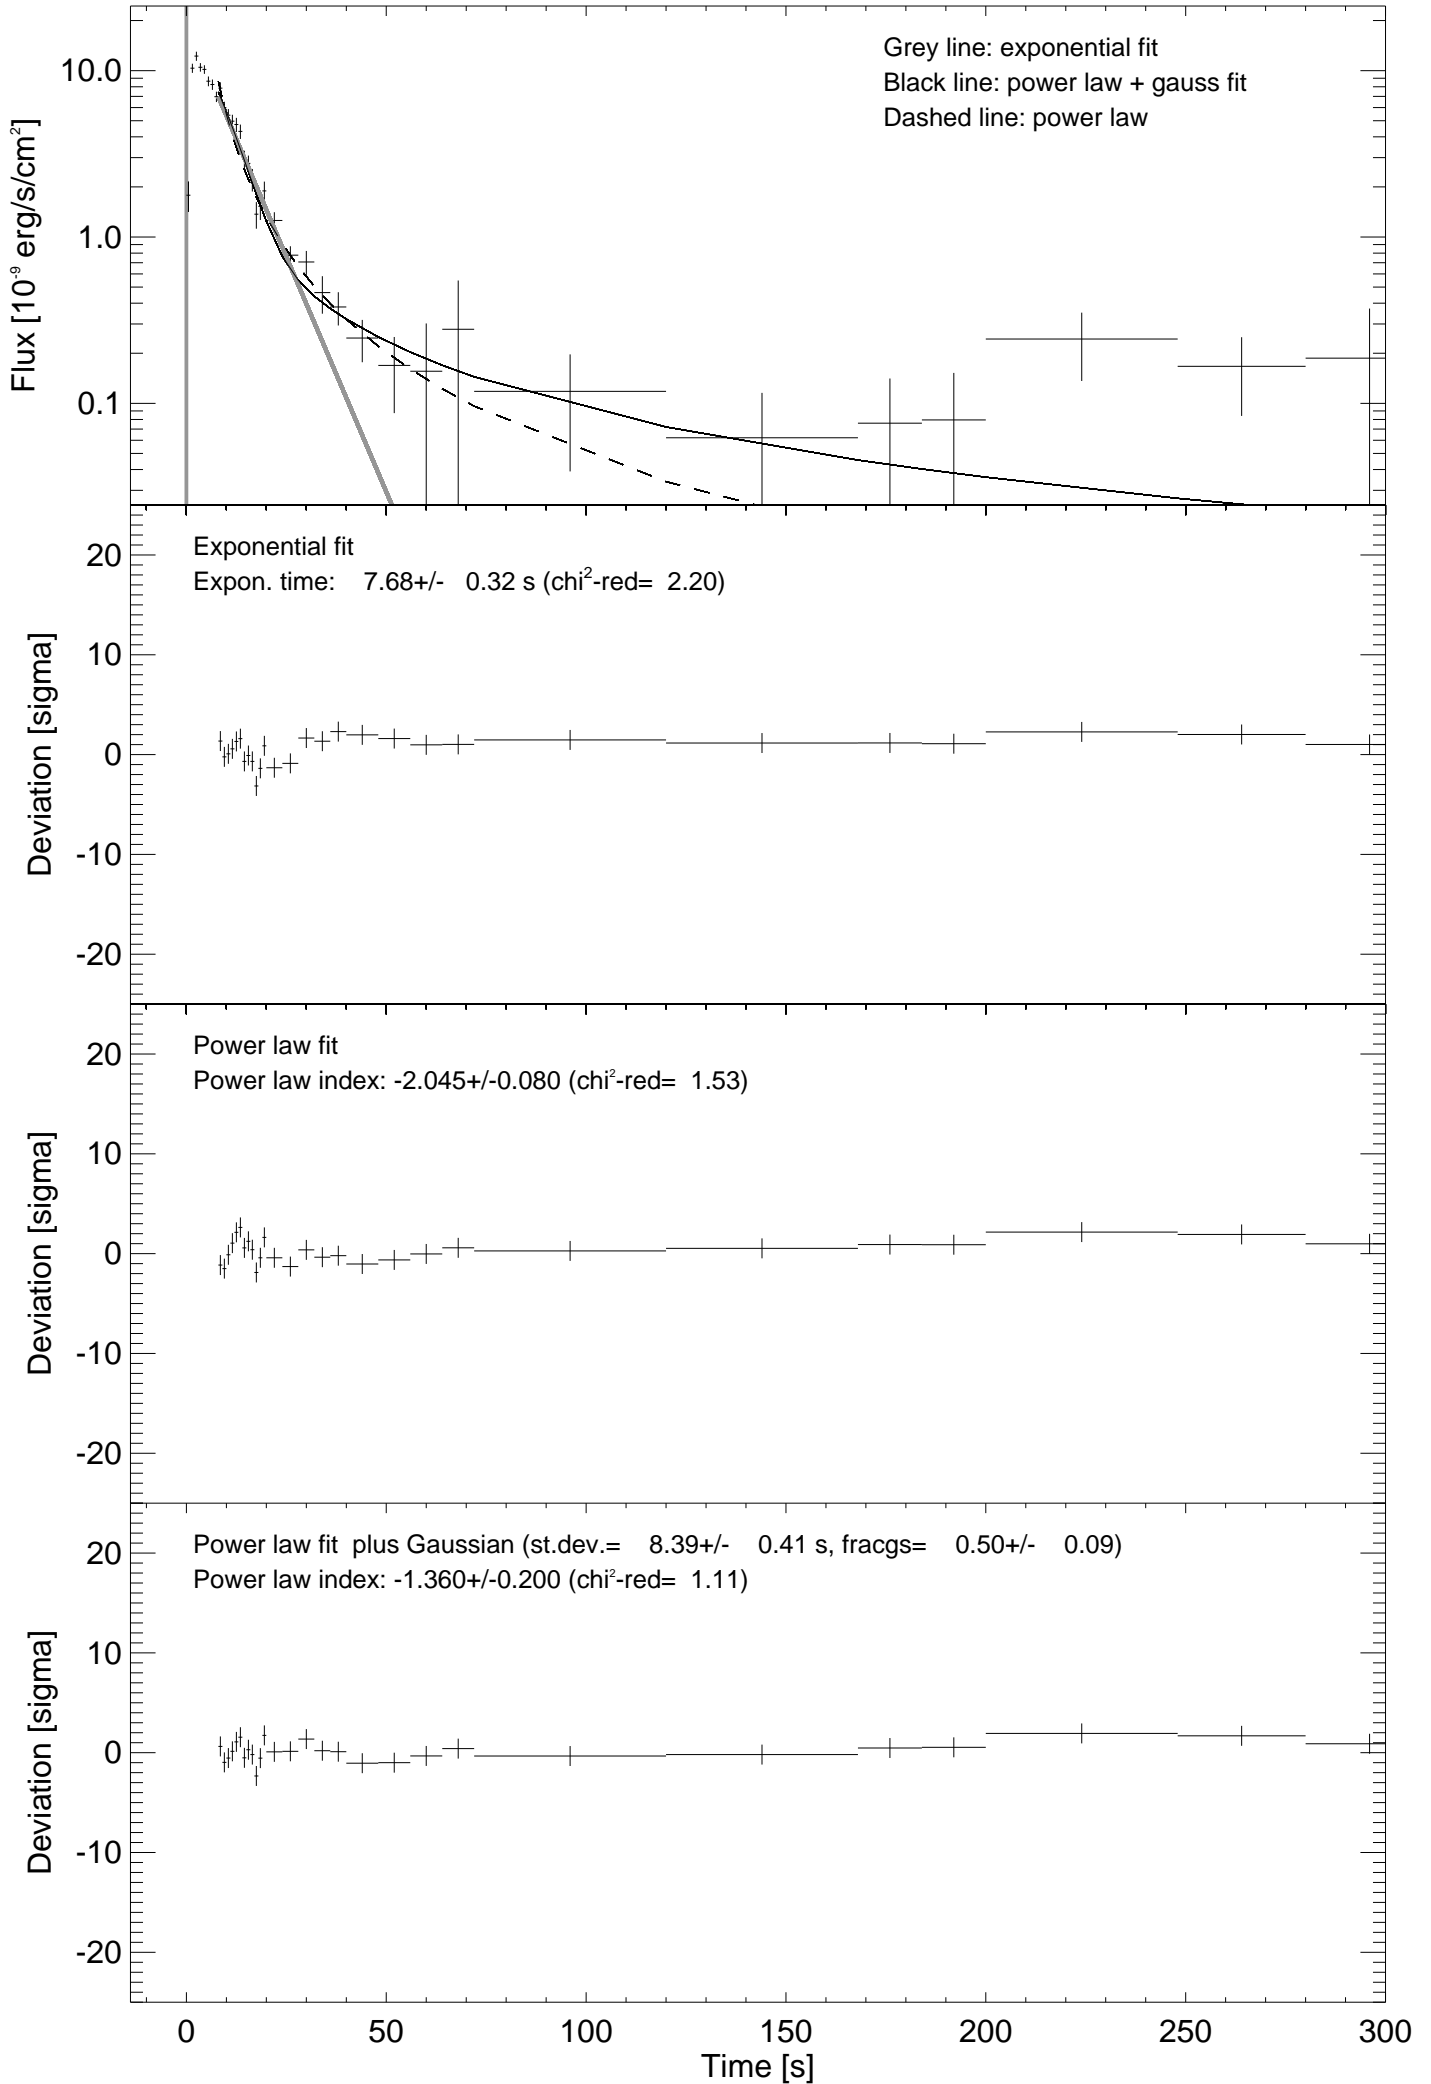 Grey line: exponential fit
Black line: power law + gauss fit
Dashed line: power law
10.0
1.0
0.1
Flux [10⁻⁹ erg/s/cm²]
Exponential fit
Expon. time: 7.68+/- 0.32 s (chi²-red= 2.20)
20
10
0
-10
-20
Deviation [sigma]
Power law fit
Power law index: -2.045+/-0.080 (chi²-red= 1.53)
20
10
0
-10
-20
Deviation [sigma]
Power law fit plus Gaussian (st.dev.= 8.39+/- 0.41 s, fracgs= 0.50+/- 0.09)
Power law index: -1.360+/-0.200 (chi²-red= 1.11)
20
10
0
-10
-20
Deviation [sigma]
0 50 100 150 200 250 300
Time [s]